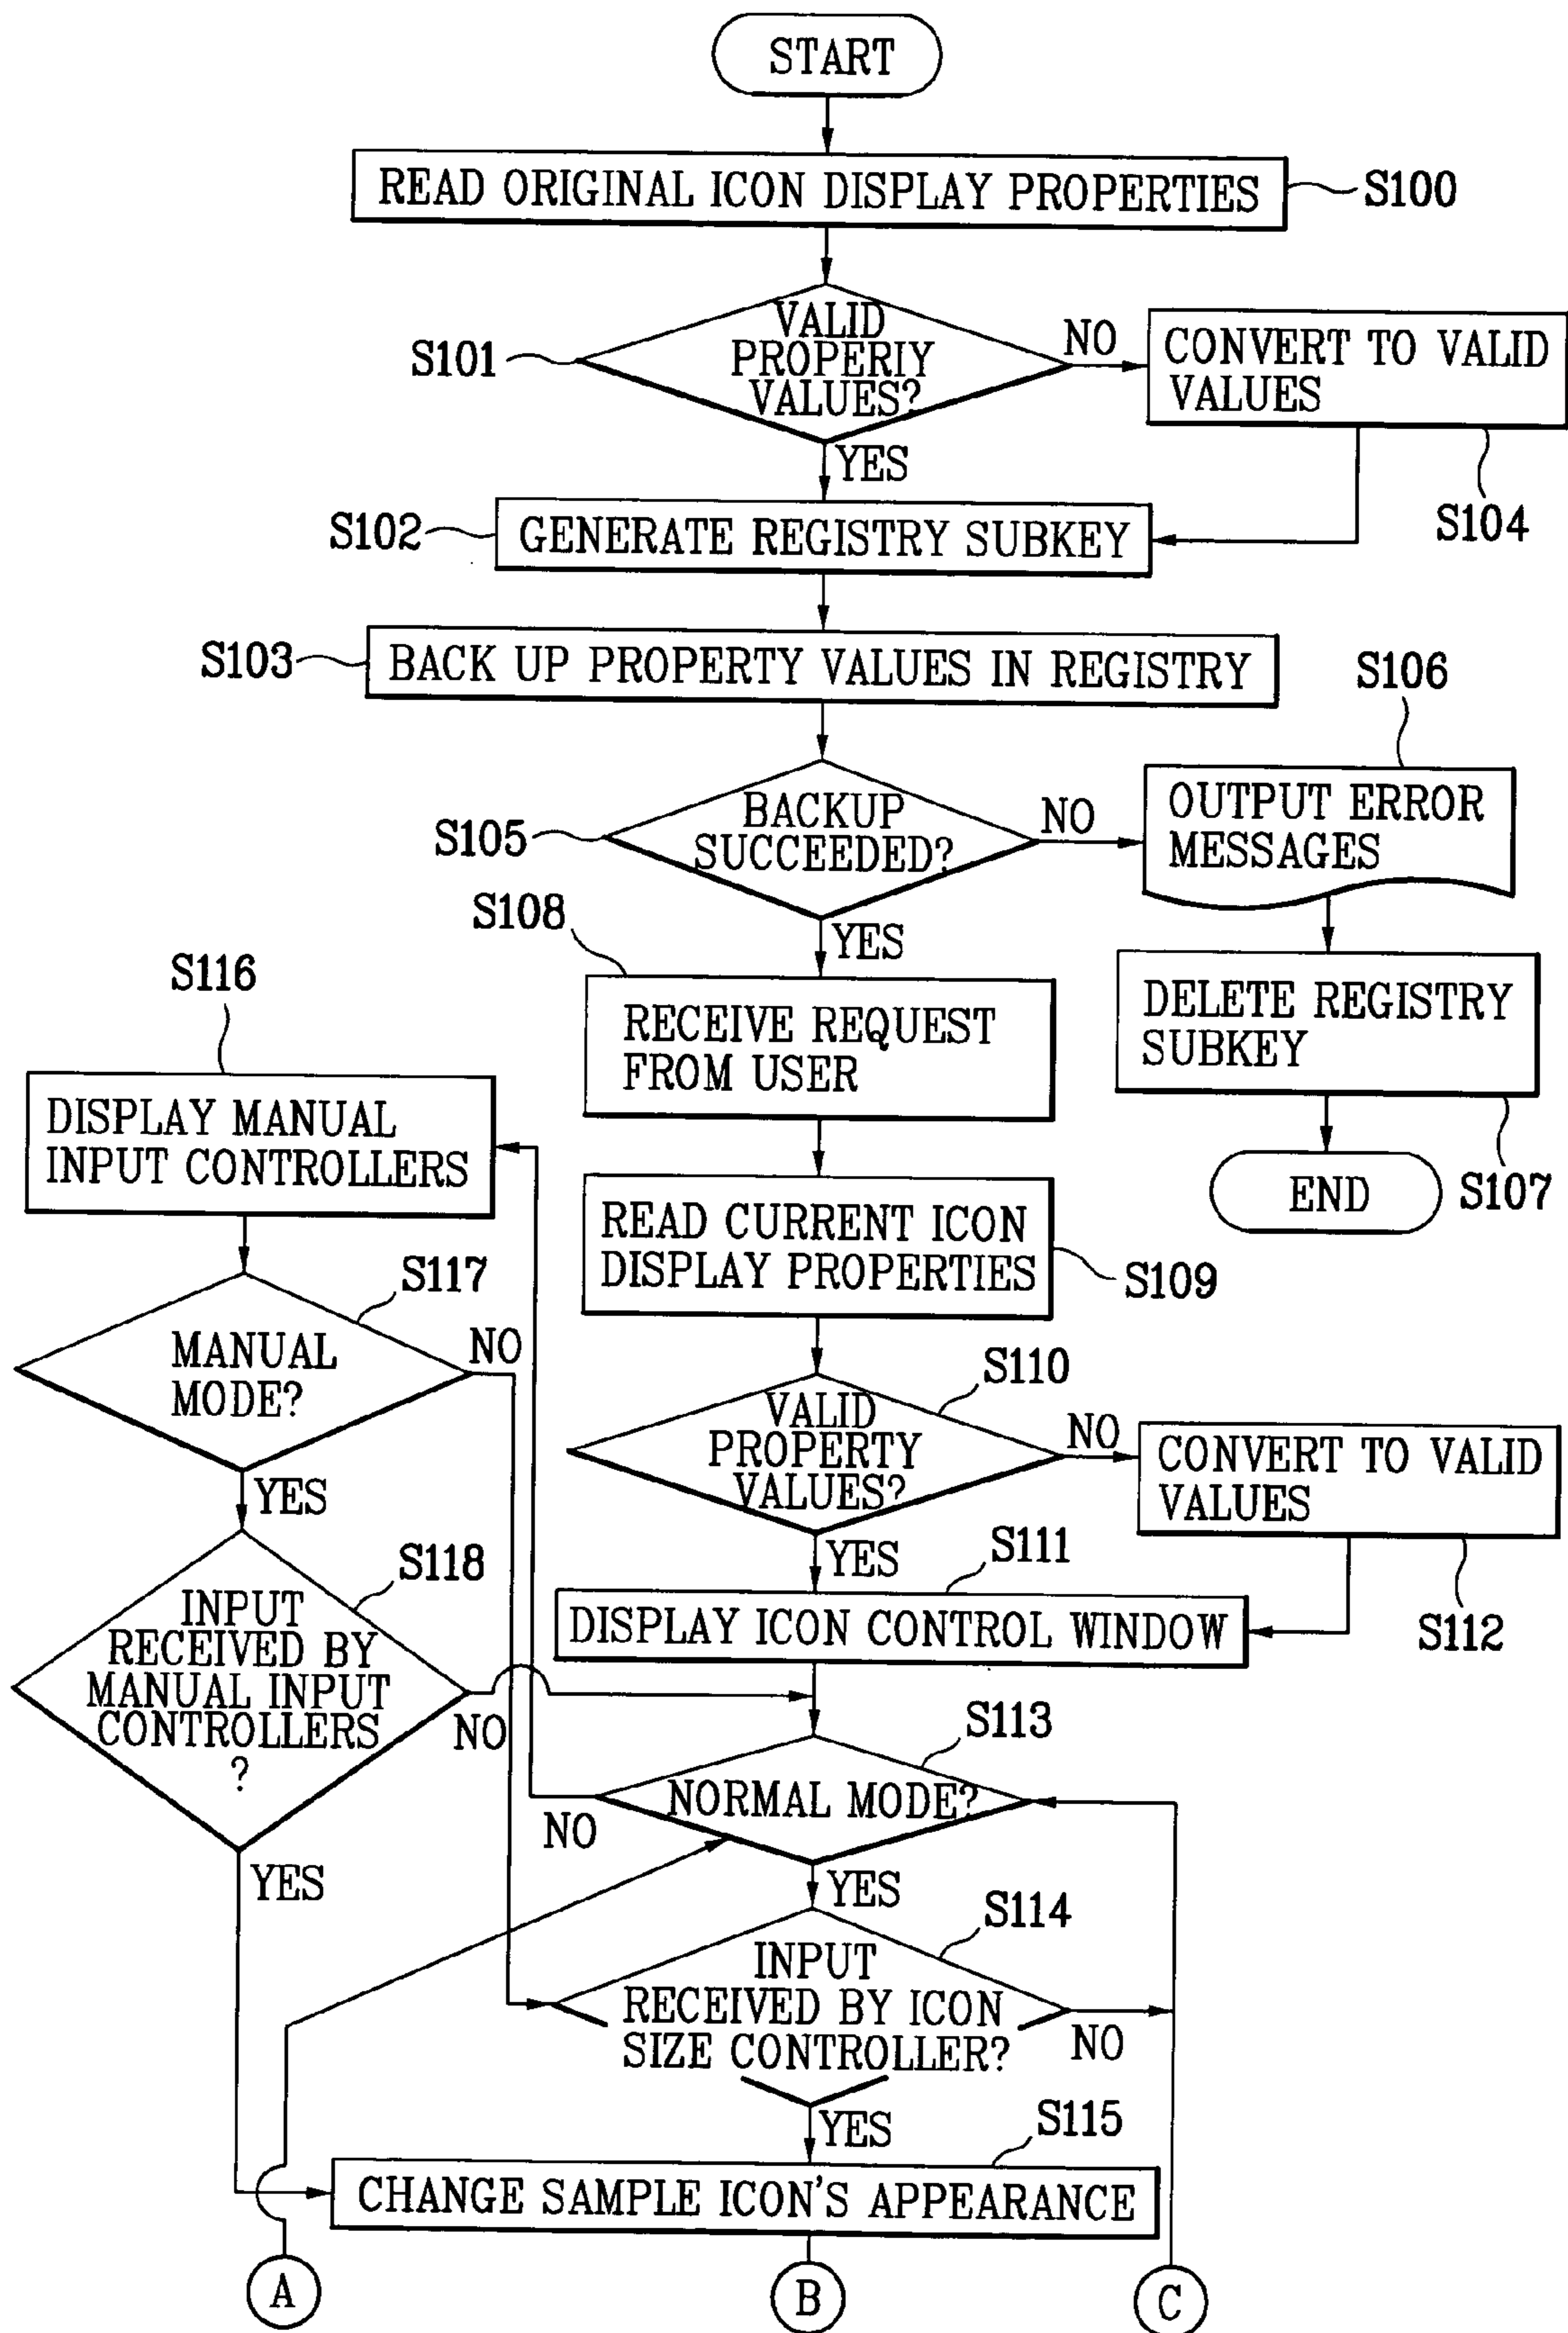 START
READ ORIGINAL ICON DISPLAY PROPERTIES
S100
VALID
PROPERIY
VALUES?
S101
NO
CONVERT TO VALID
VALUES
S104
YES
S102
GENERATE REGISTRY SUBKEY
S103
BACK UP PROPERTY VALUES IN REGISTRY
S105
BACKUP
SUCCEEDED?
NO
S106
OUTPUT ERROR
MESSAGES
DELETE REGISTRY
SUBKEY
S107
END
YES
S108
RECEIVE REQUEST
FROM USER
READ CURRENT ICON
DISPLAY PROPERTIES
S109
S110
VALID
PROPERTY
VALUES?
NO
CONVERT TO VALID
VALUES
S112
YES
S111
DISPLAY ICON CONTROL WINDOW
S116
DISPLAY MANUAL
INPUT CONTROLLERS
S117
MANUAL
MODE?
NO
YES
S118
INPUT
RECEIVED BY
MANUAL INPUT
CONTROLLERS
?
NO
YES
S113
NORMAL MODE?
NO
YES
S114
INPUT
RECEIVED BY ICON
SIZE CONTROLLER?
NO
YES
S115
CHANGE SAMPLE ICON'S APPEARANCE
A
B
C